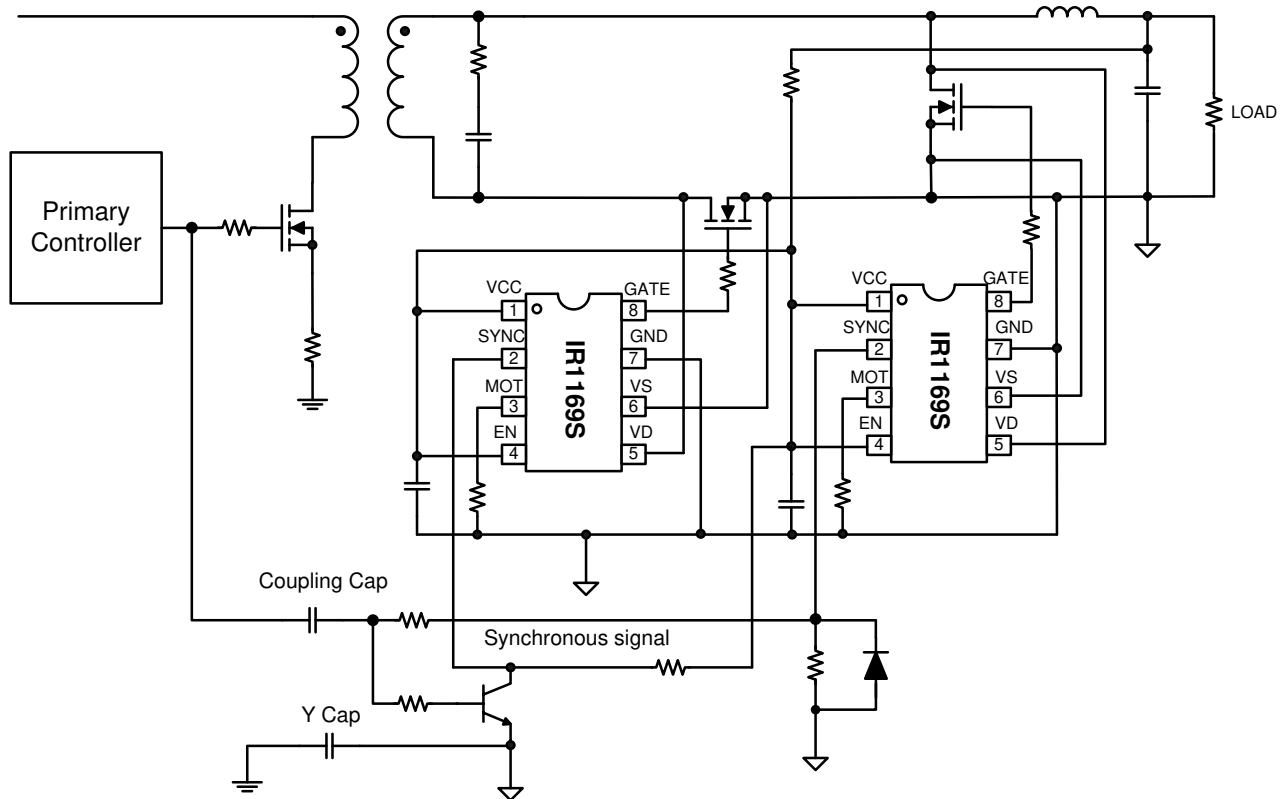 LOAD
Primary
Controller
VCC
1
SYNC
2
MOT
3
EN
4
IR1169S
GATE
8
GND
7
VS
6
VD
5
VCC
1
SYNC
2
MOT
3
EN
4
IR1169S
GATE
8
GND
7
VS
6
VD
5
Coupling Cap
Synchronous signal
Y Cap